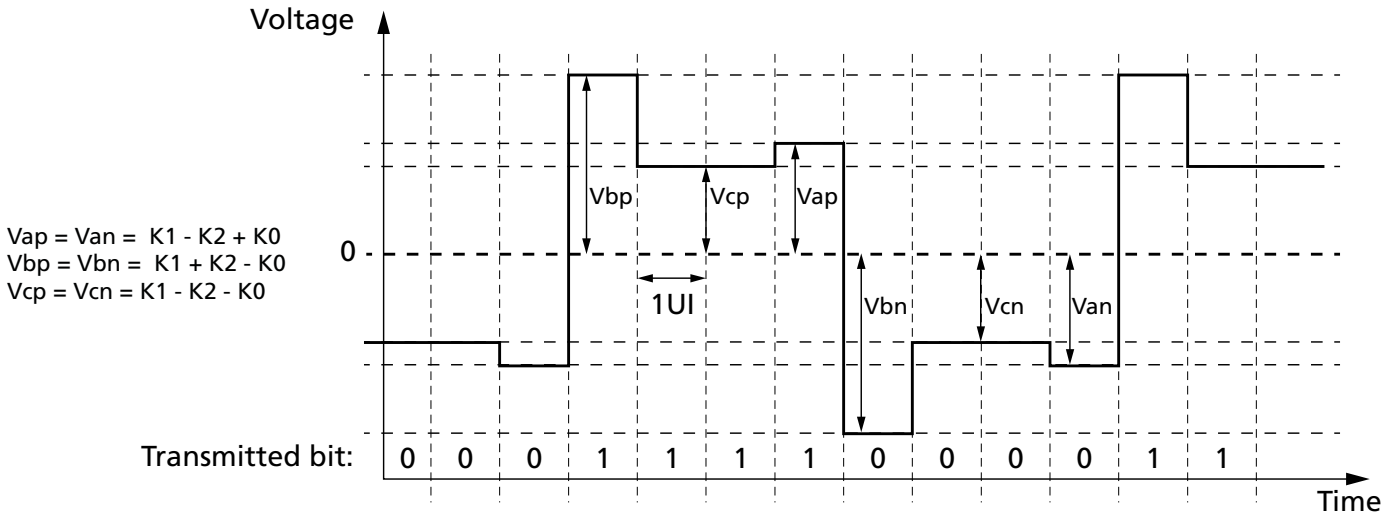 Voltage
Vbp
Vcp
Vap
Vap = Van = K1 - K2 + K0
Vbp = Vbn = K1 + K2 - K0
Vcp = Vcn = K1 - K2 - K0
0
1UI
Vbn
Vcn
Van
Transmitted bit: 0 0 0 1 1 1 1 0 0 0 0 1 1
Time